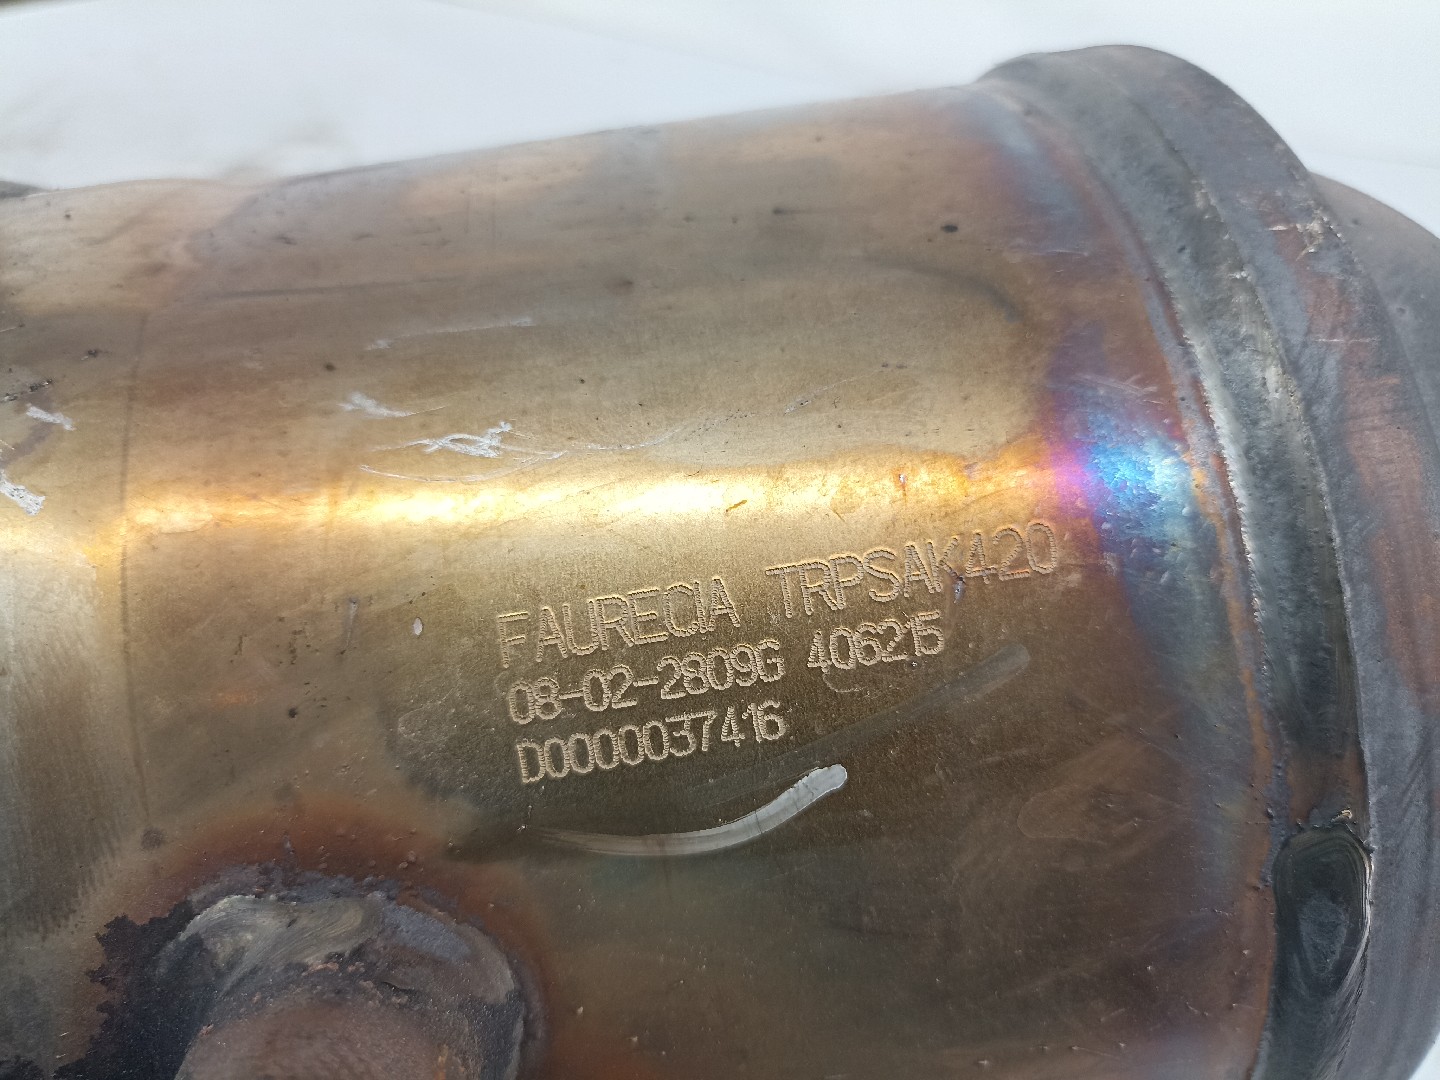 FAURECIA TRPSAK420
08-02-2809G 406215
D0000037416